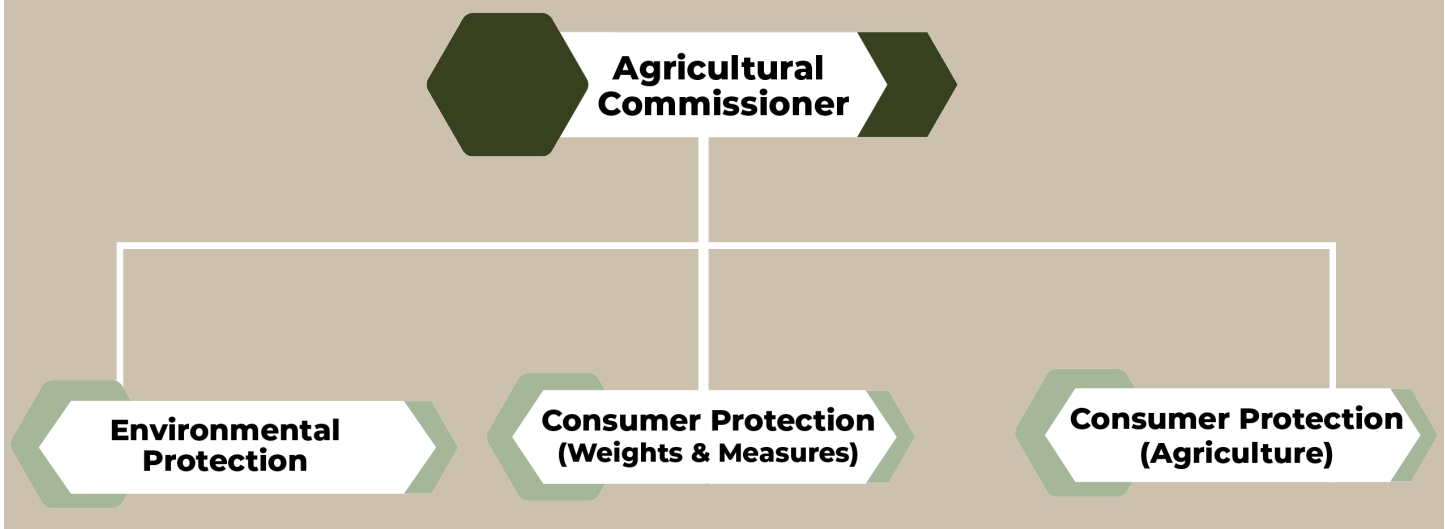 Agricultural
Commissioner
Environmental
Protection
Consumer Protection
(Weights & Measures)
Consumer Protection
(Agriculture)